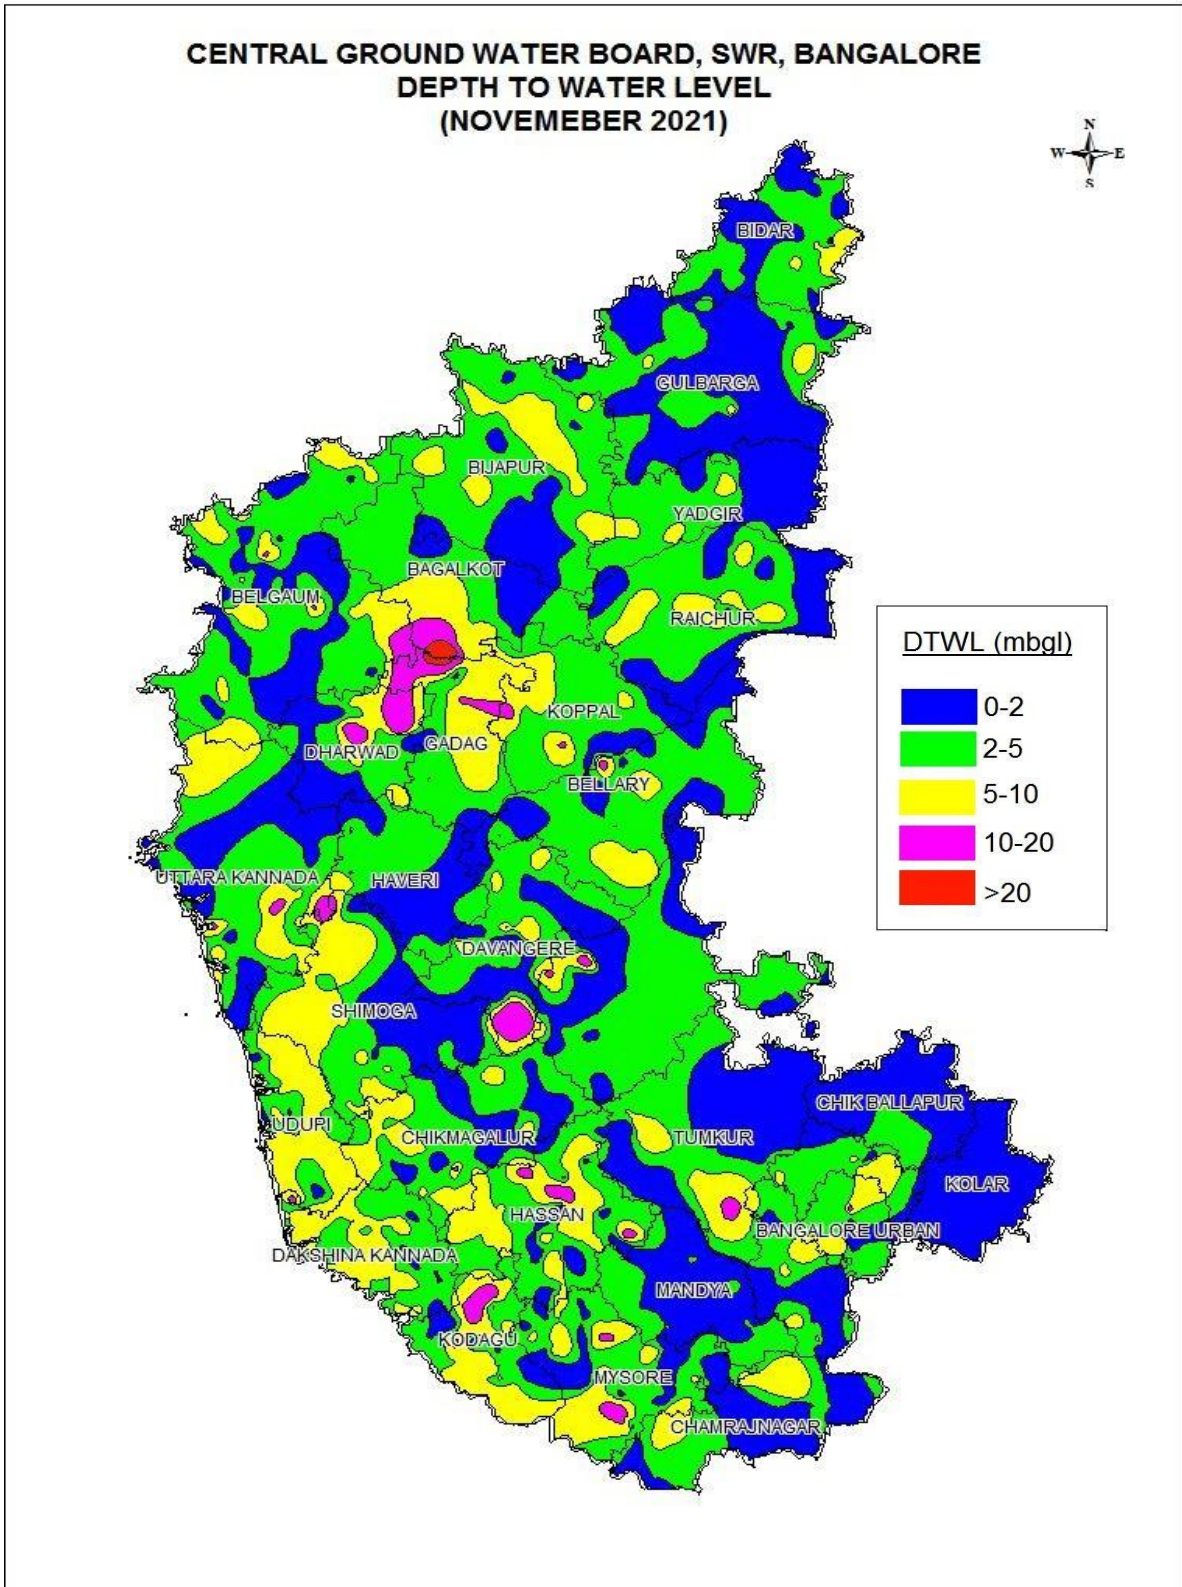 CENTRAL GROUND WATER BOARD, SWR, BANGALORE
DEPTH TO WATER LEVEL
(NOVEMEBER 2021)
N
W E
S
BIDAR
GULBARGA
BIJAPUR
YADGIR
BAGALKOT
BELGAUM
RAICHUR
DTWL (mbgl)
0-2
2-5
5-10
10-20
>20
KOPPAL
DHARWAD
GADAG
BELLARY
UTTARA KANNADA
HAVERI
DAVANGERE
SHIMOGA
CHIK BALLAPUR
UDUPI
CHIKMAGALUR
TUMKUR
KOLAR
HASSAN
BANGALORE URBAN
DAKSHINA KANNADA
MANDYA
KODAGU
MYSORE
CHAMRAJNAGAR